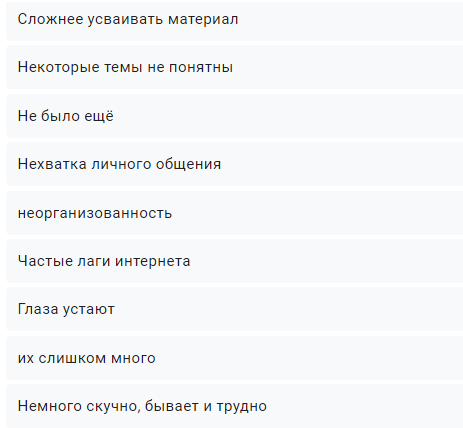 Сложнее усваивать материал
Некоторые темы не понятны
Не было ещё
Нехватка личного общения
неорганизованность
Частые лаги интернета
Глаза устают
их слишком много
Немного скучно, бывает и трудно